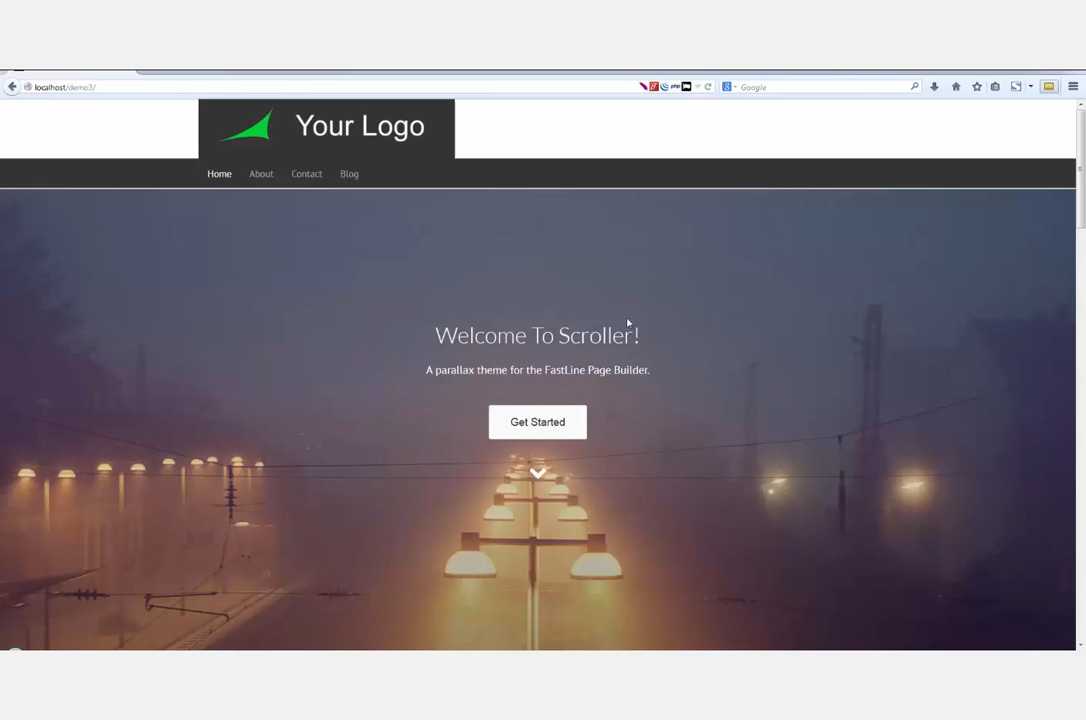 localhost/demo3/
php
Google
Your Logo
Home About Contact Blog
Welcome To Scroller!
A parallax theme for the FastLine Page Builder.
Get Started